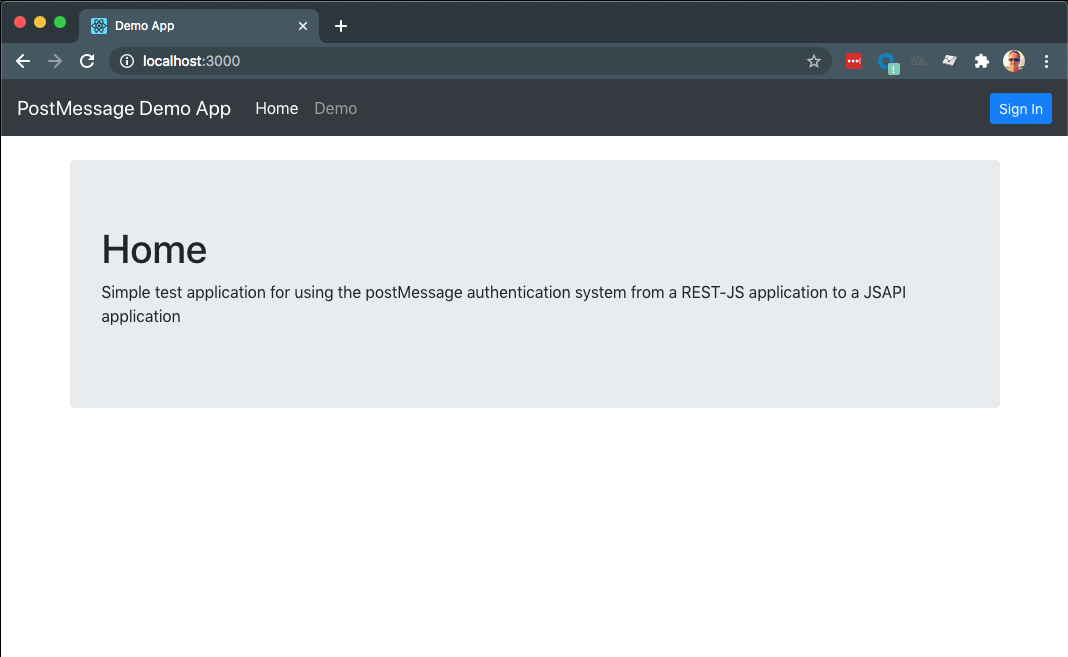 Demo App
localhost:3000
PostMessage Demo App Home Demo Sign In
Home
Simple test application for using the postMessage authentication system from a REST-JS application to a JSAPI
application